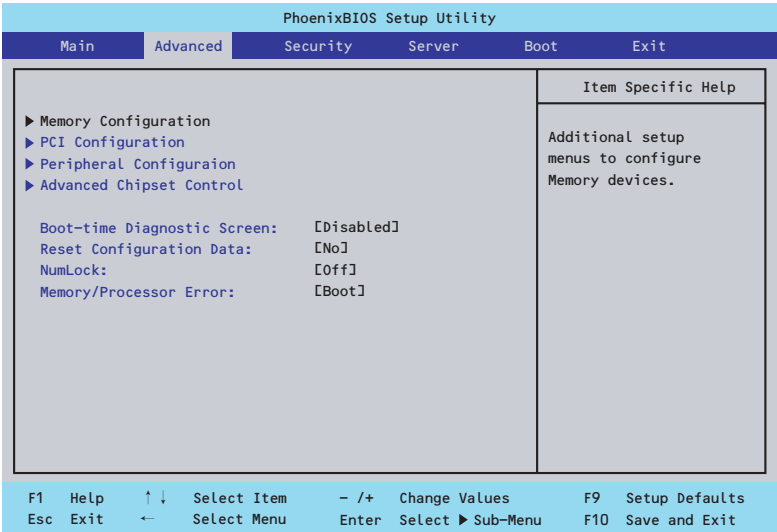 PhoenixBIOS Setup Utility
Main Advanced Security Server Boot Exit
Item Specific Help
▶ Memory Configuration
▶ PCI Configuration
▶ Peripheral Configuraion
▶ Advanced Chipset Control
Additional setup
menus to configure
Memory devices.
Boot-time Diagnostic Screen: [Disabled]
Reset Configuration Data: [No]
NumLock: [Off]
Memory/Processor Error: [Boot]
F1 Help ↑↓ Select Item - /+ Change Values F9 Setup Defaults
Esc Exit ← Select Menu Enter Select ▶ Sub-Menu F10 Save and Exit